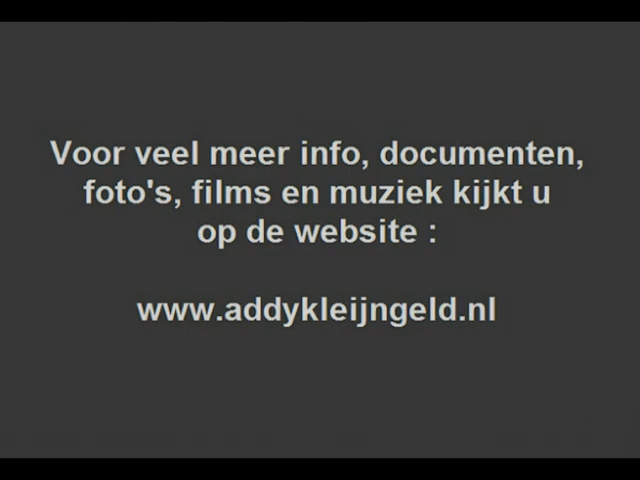 Voor veel meer info, documenten,
foto's, films en muziek kijkt u
op de website :
www.addykleijngeld.nl